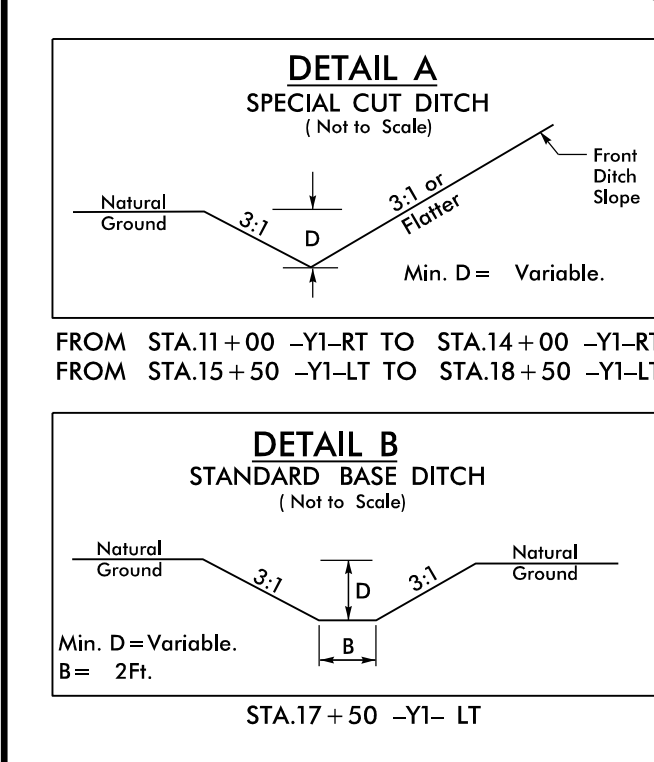 DETAIL A
SPECIAL CUT DITCH
( Not to Scale)
Natural
Ground
3:1
D
3:1 or
Flatter
Front
Ditch
Slope
Min. D = Variable.
FROM STA.11+00 -Y1-RT TO STA.14+00 -Y1-RT
FROM STA.15+50 -Y1-LT TO STA.18+50 -Y1-LT
DETAIL B
STANDARD BASE DITCH
( Not to Scale)
Natural
Ground
3:1
D
3:1
Natural
Ground
B
Min. D=Variable.
B= 2Ft.
STA.17+50 -Y1- LT